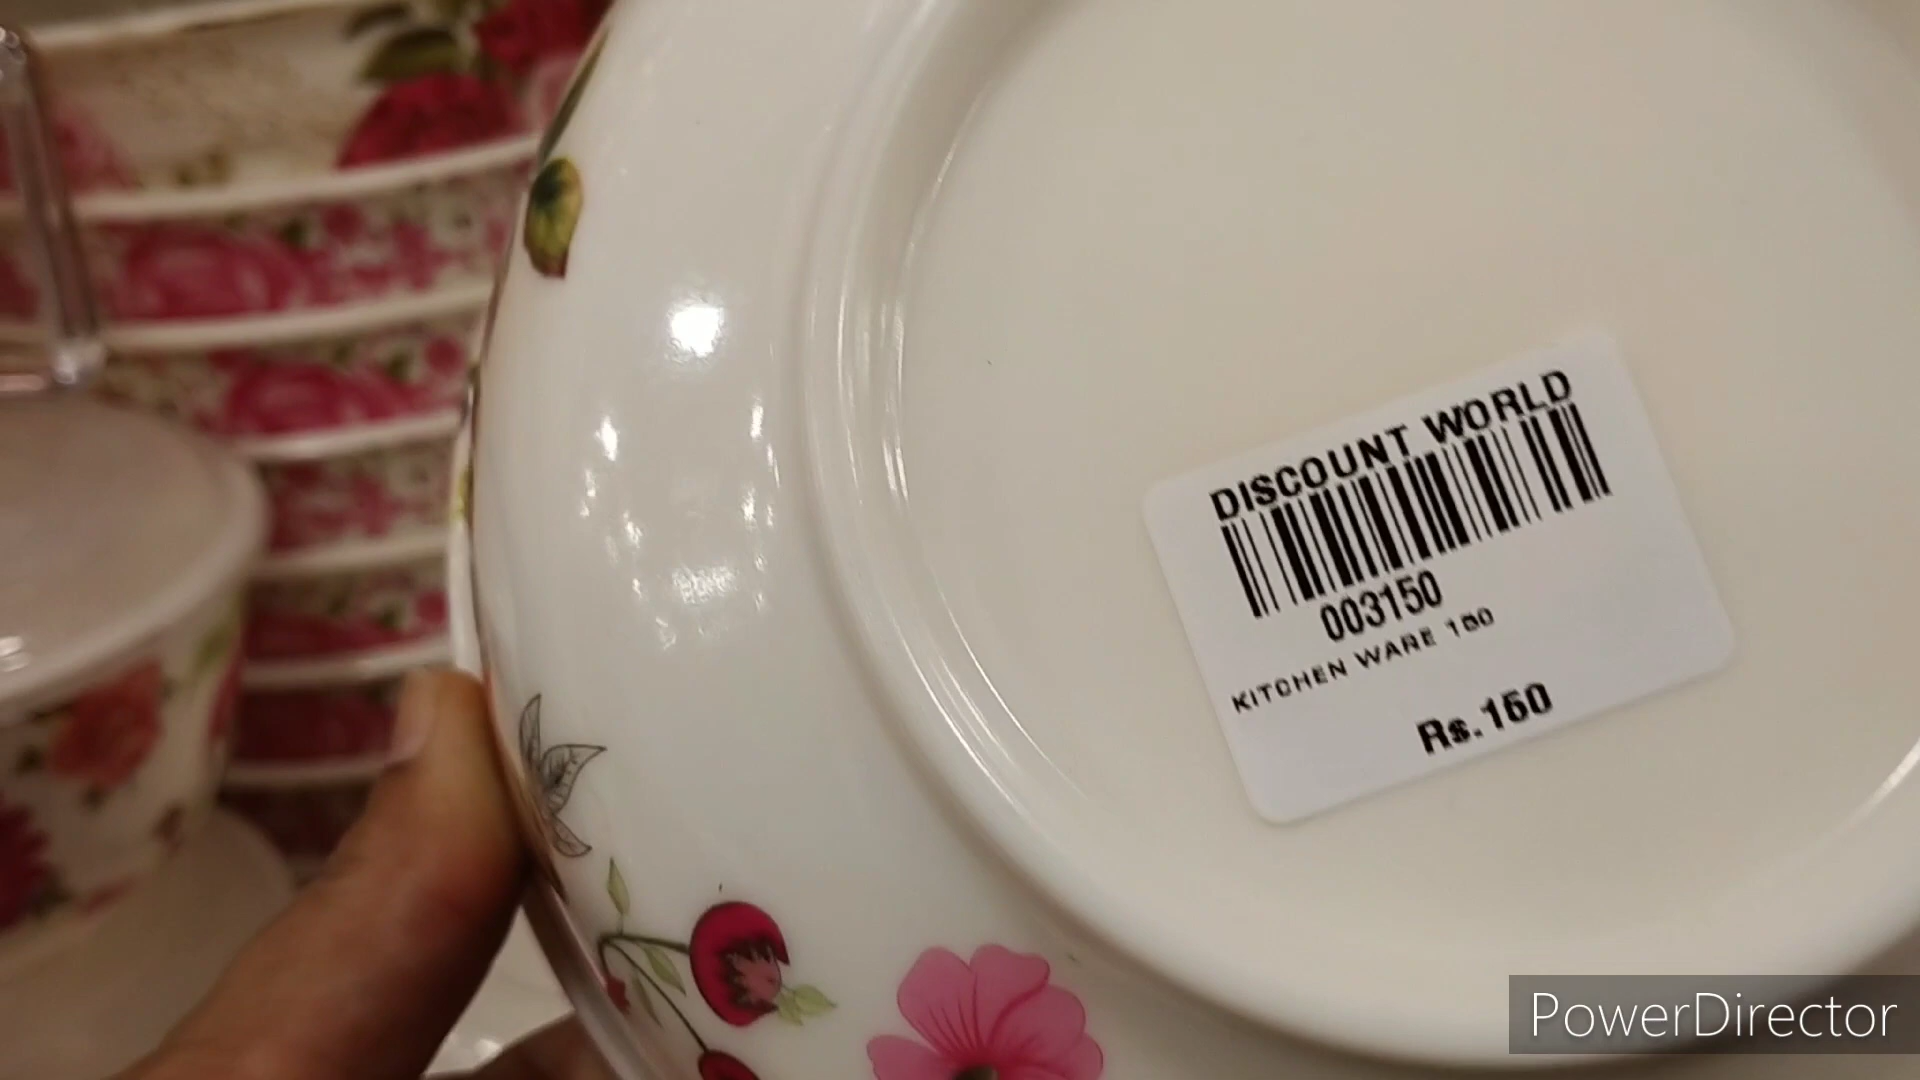 DISCOUNT WORLD
003150
KITCHEN WARE 150
Rs.150
PowerDirector